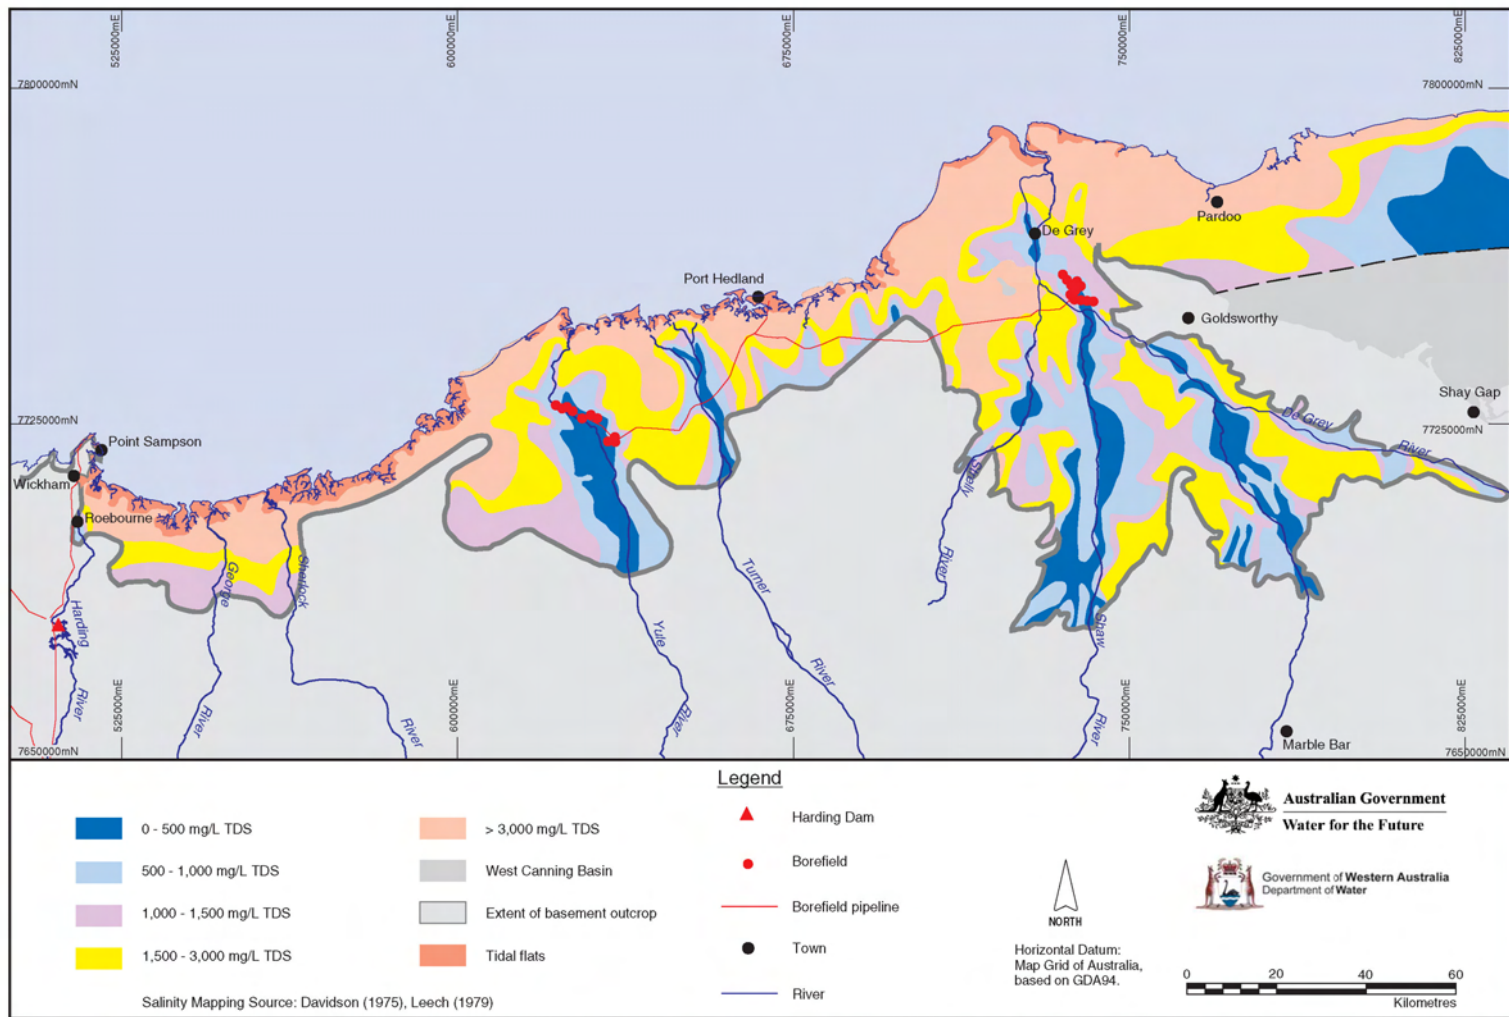 525000mE
600000mE
675000mE
750000mE
825000mE
7800000mN
7800000mN
Pardoo
De Grey
Port Hedland
Goldsworthy
Shay Gap
De Grey
River
7725000mN
7725000mN
Point Sampson
Wickham
Roebourne
Strelly
River
George
River
Sherlock
River
Harding
River
Turner
River
Yule
River
Shaw
River
525000mE
600000mE
675000mE
750000mE
825000mE
Marble Bar
7650000mN
7650000mN
Legend
0 - 500 mg/L TDS
500 - 1,000 mg/L TDS
1,000 - 1,500 mg/L TDS
1,500 - 3,000 mg/L TDS
> 3,000 mg/L TDS
West Canning Basin
Extent of basement outcrop
Tidal flats
Harding Dam
Borefield
Borefield pipeline
Town
River
Salinity Mapping Source: Davidson (1975), Leech (1979)
NORTH
Horizontal Datum:
Map Grid of Australia,
based on GDA94.
Australian Government
Water for the Future
Government of Western Australia
Department of Water
0 20 40 60
Kilometres